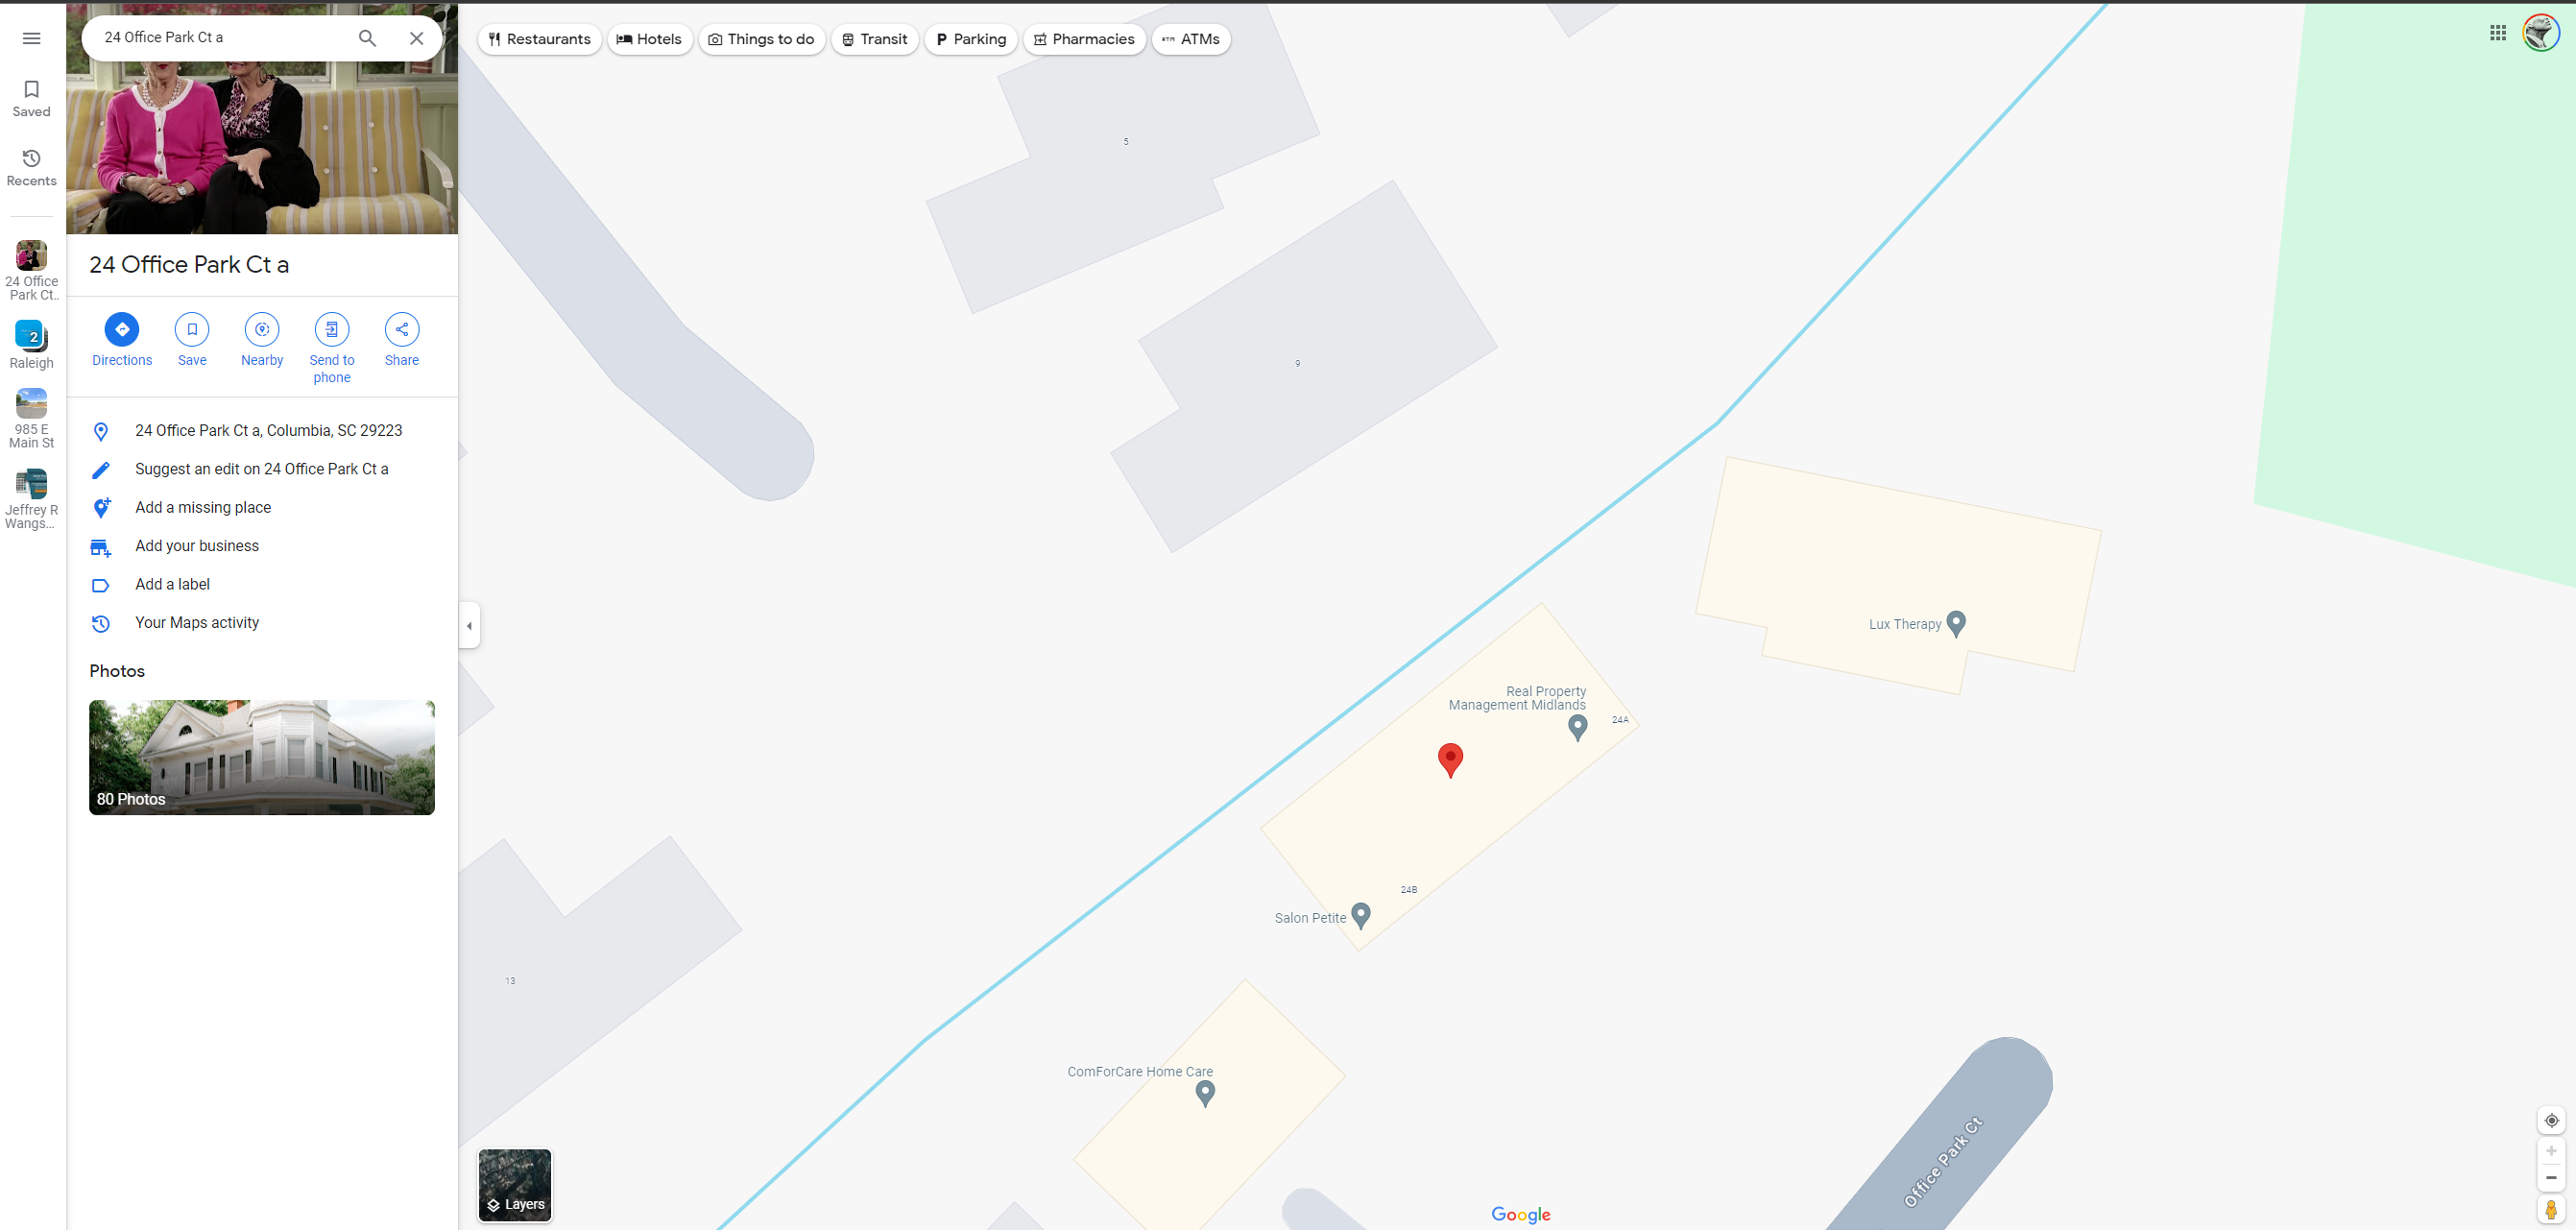 24 Office Park Ct a
Restaurants
Hotels
Things to do
Transit
Parking
Pharmacies
ATMs
Saved
Recents
24 Office
Park Ct..
2
Raleigh
985 E
Main St
Jeffrey R
Wangs...
24 Office Park Ct a
Directions
Save
Nearby
Send to
phone
Share
24 Office Park Ct a, Columbia, SC 29223
Suggest an edit on 24 Office Park Ct a
Add a missing place
Add your business
Add a label
Your Maps activity
Photos
80 Photos
5
9
Lux Therapy
Real Property
Management Midlands
24A
24B
Salon Petite
13
ComForCare Home Care
Office Park Ct
Layers
Google